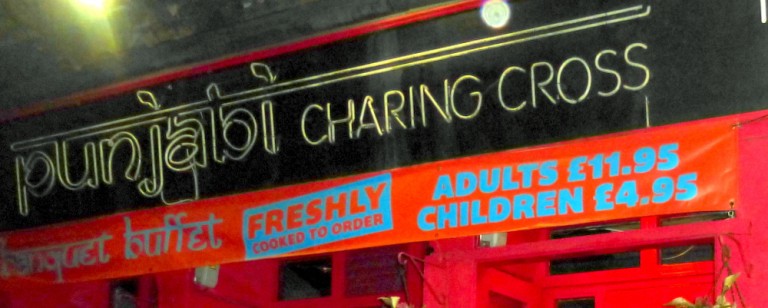 punjabi CHARING CROSS
banquet buffet
FRESHLY
COOKED TO ORDER
ADULTS £11.95
CHILDREN £4.95